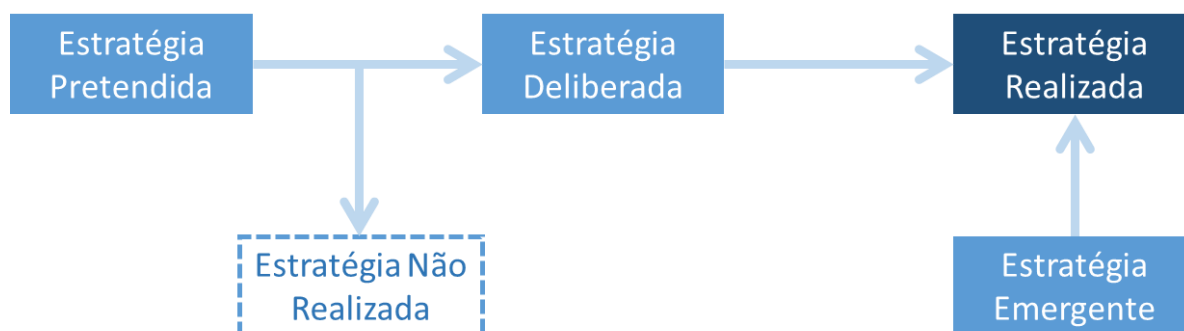 Estratégia
Pretendida
Estratégia
Deliberada
Estratégia
Realizada
Estratégia Não
Realizada
Estratégia
Emergente